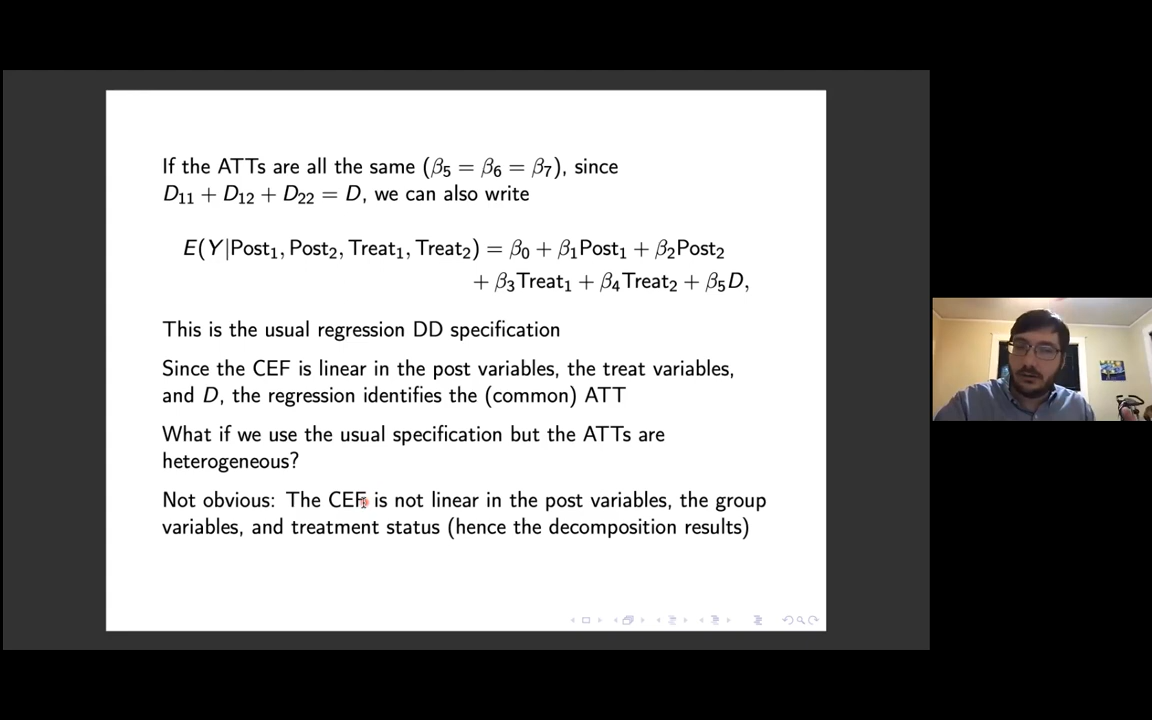 If the ATTs are all the same (β₅ = β₆ = β₇), since
D₁₁ + D₁₂ + D₂₂ = D, we can also write
E(Y|Post₁, Post₂, Treat₁, Treat₂) = β₀ + β₁Post₁ + β₂Post₂
+ β₃Treat₁ + β₄Treat₂ + β₅D,
This is the usual regression DD specification
Since the CEF is linear in the post variables, the treat variables,
and D, the regression identifies the (common) ATT
What if we use the usual specification but the ATTs are
heterogeneous?
Not obvious: The CEF is not linear in the post variables, the group
variables, and treatment status (hence the decomposition results)